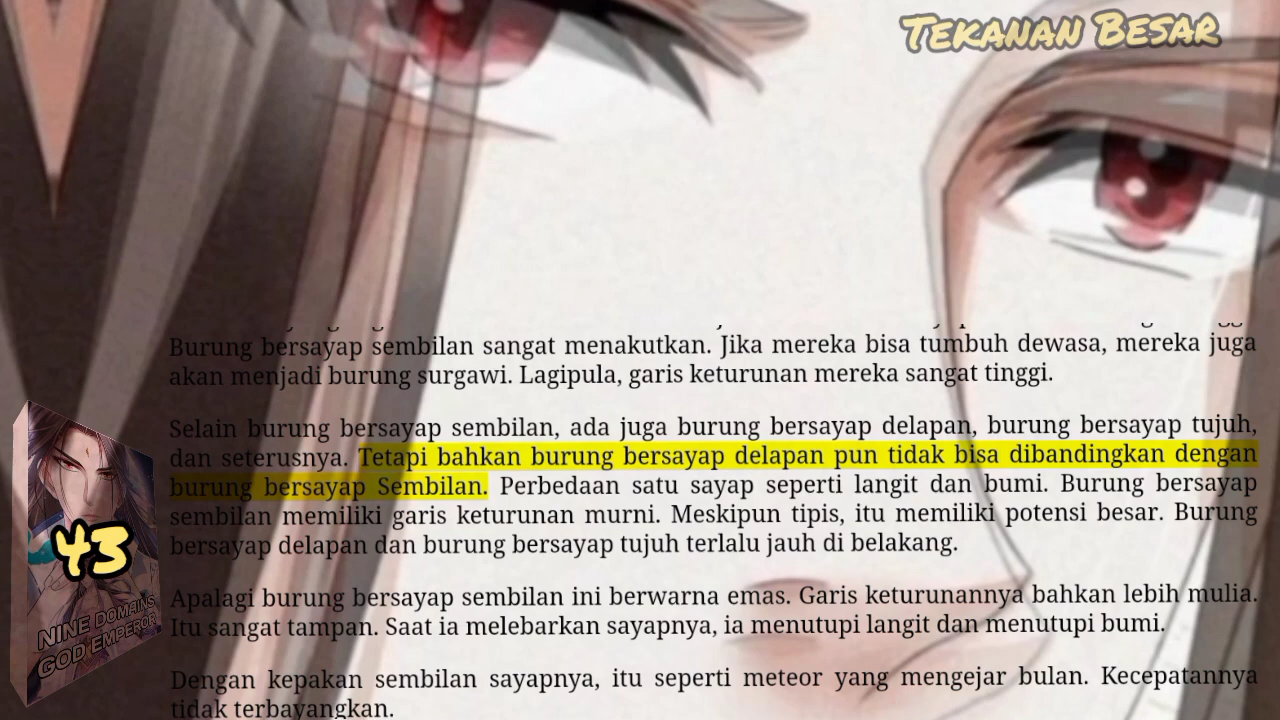 Tekanan Besar
Burung bersayap sembilan sangat menakutkan. Jika mereka bisa tumbuh dewasa, mereka juga
akan menjadi burung surgawi. Lagipula, garis keturunan mereka sangat tinggi.
Selain burung bersayap sembilan, ada juga burung bersayap delapan, burung bersayap tujuh,
dan seterusnya. Tetapi bahkan burung bersayap delapan pun tidak bisa dibandingkan dengan
burung bersayap Sembilan. Perbedaan satu sayap seperti langit dan bumi. Burung bersayap
sembilan memiliki garis keturunan murni. Meskipun tipis, itu memiliki potensi besar. Burung
bersayap delapan dan burung bersayap tujuh terlalu jauh di belakang.
Apalagi burung bersayap sembilan ini berwarna emas. Garis keturunannya bahkan lebih mulia.
Itu sangat tampan. Saat ia melebarkan sayapnya, ia menutupi langit dan menutupi bumi.
Dengan kepakan sembilan sayapnya, itu seperti meteor yang mengejar bulan. Kecepatannya
tidak terbayangkan.
43
NINE DOMAINS
GOD EMPEROR